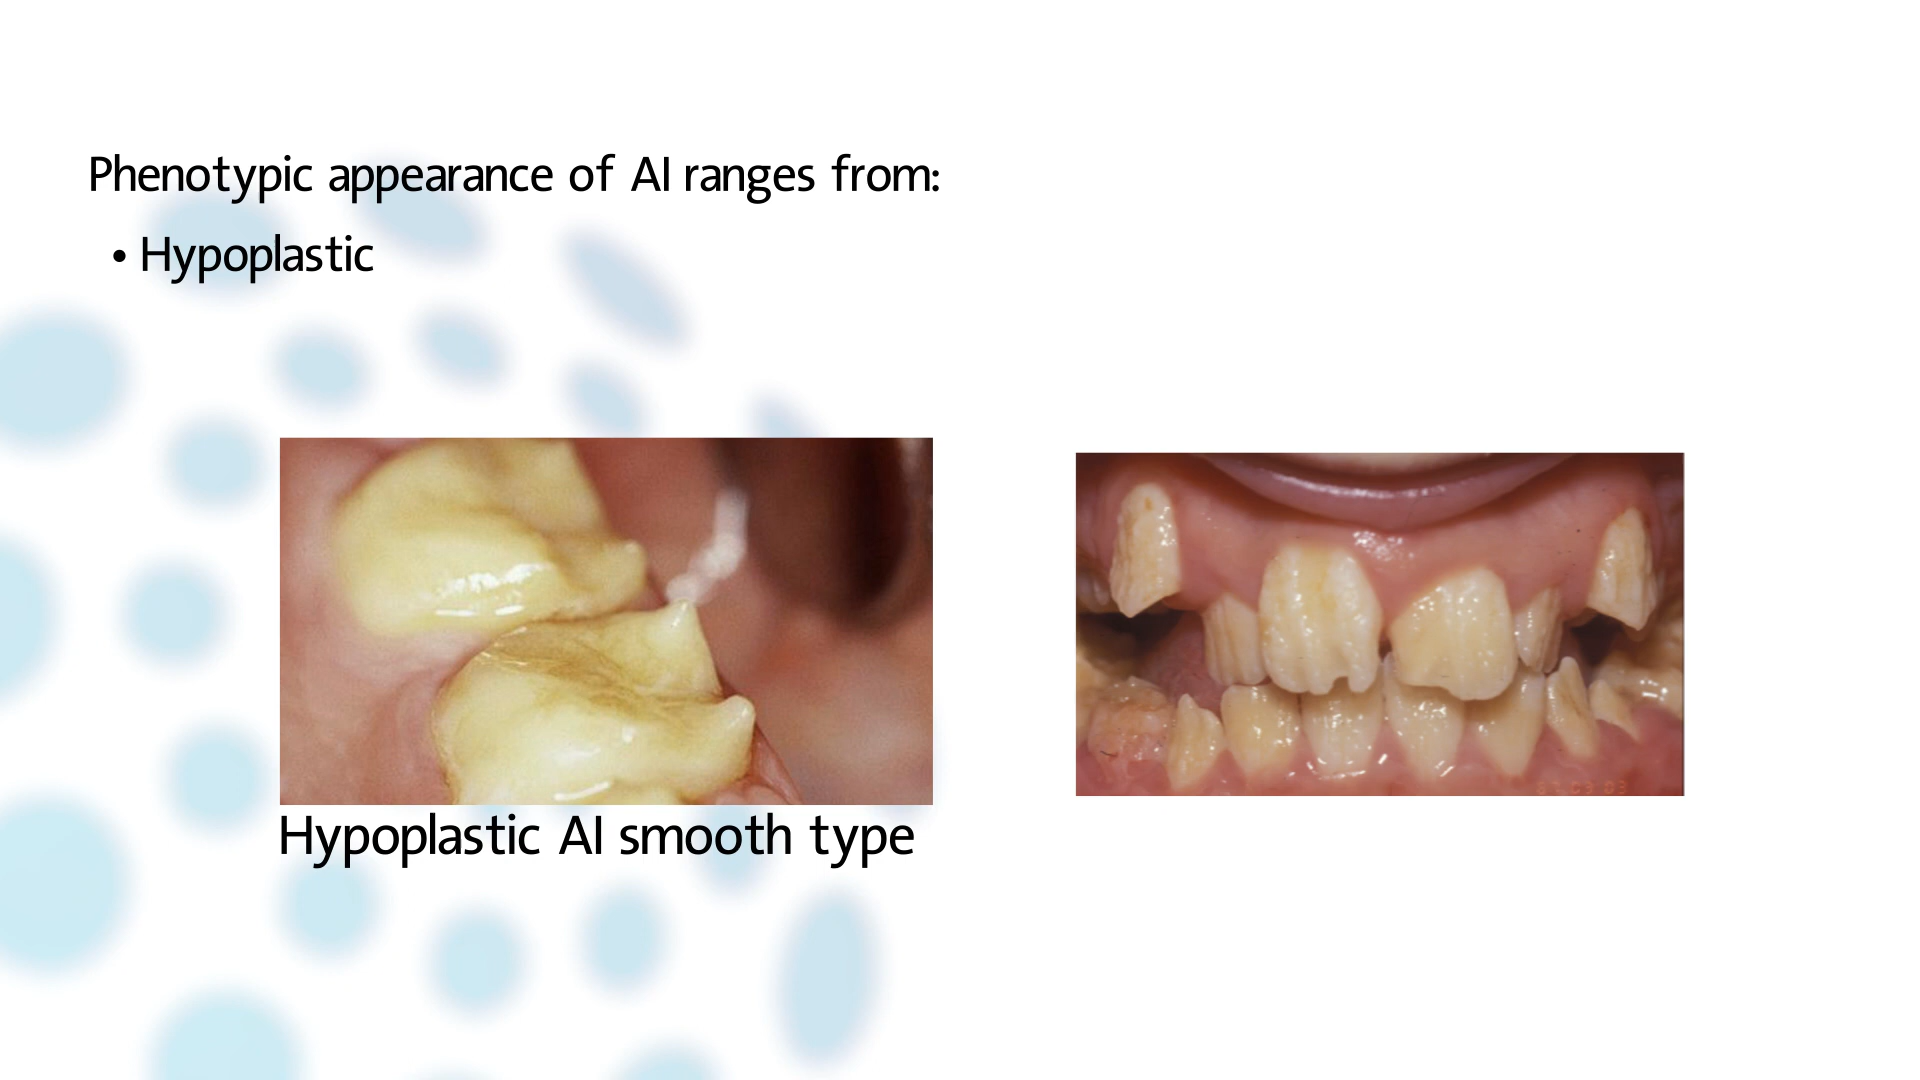 Phenotypic appearance of AI ranges from:
• Hypoplastic
Hypoplastic AI smooth type